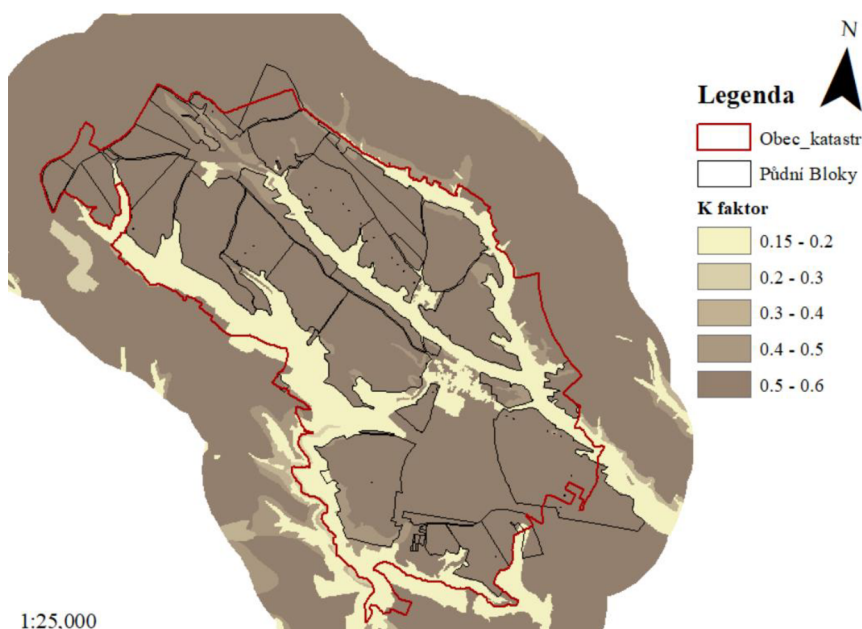 N
Legenda
Obec_katastr
Půdní Bloky
K faktor
0.15 - 0.2
0.2 - 0.3
0.3 - 0.4
0.4 - 0.5
0.5 - 0.6
1:25,000